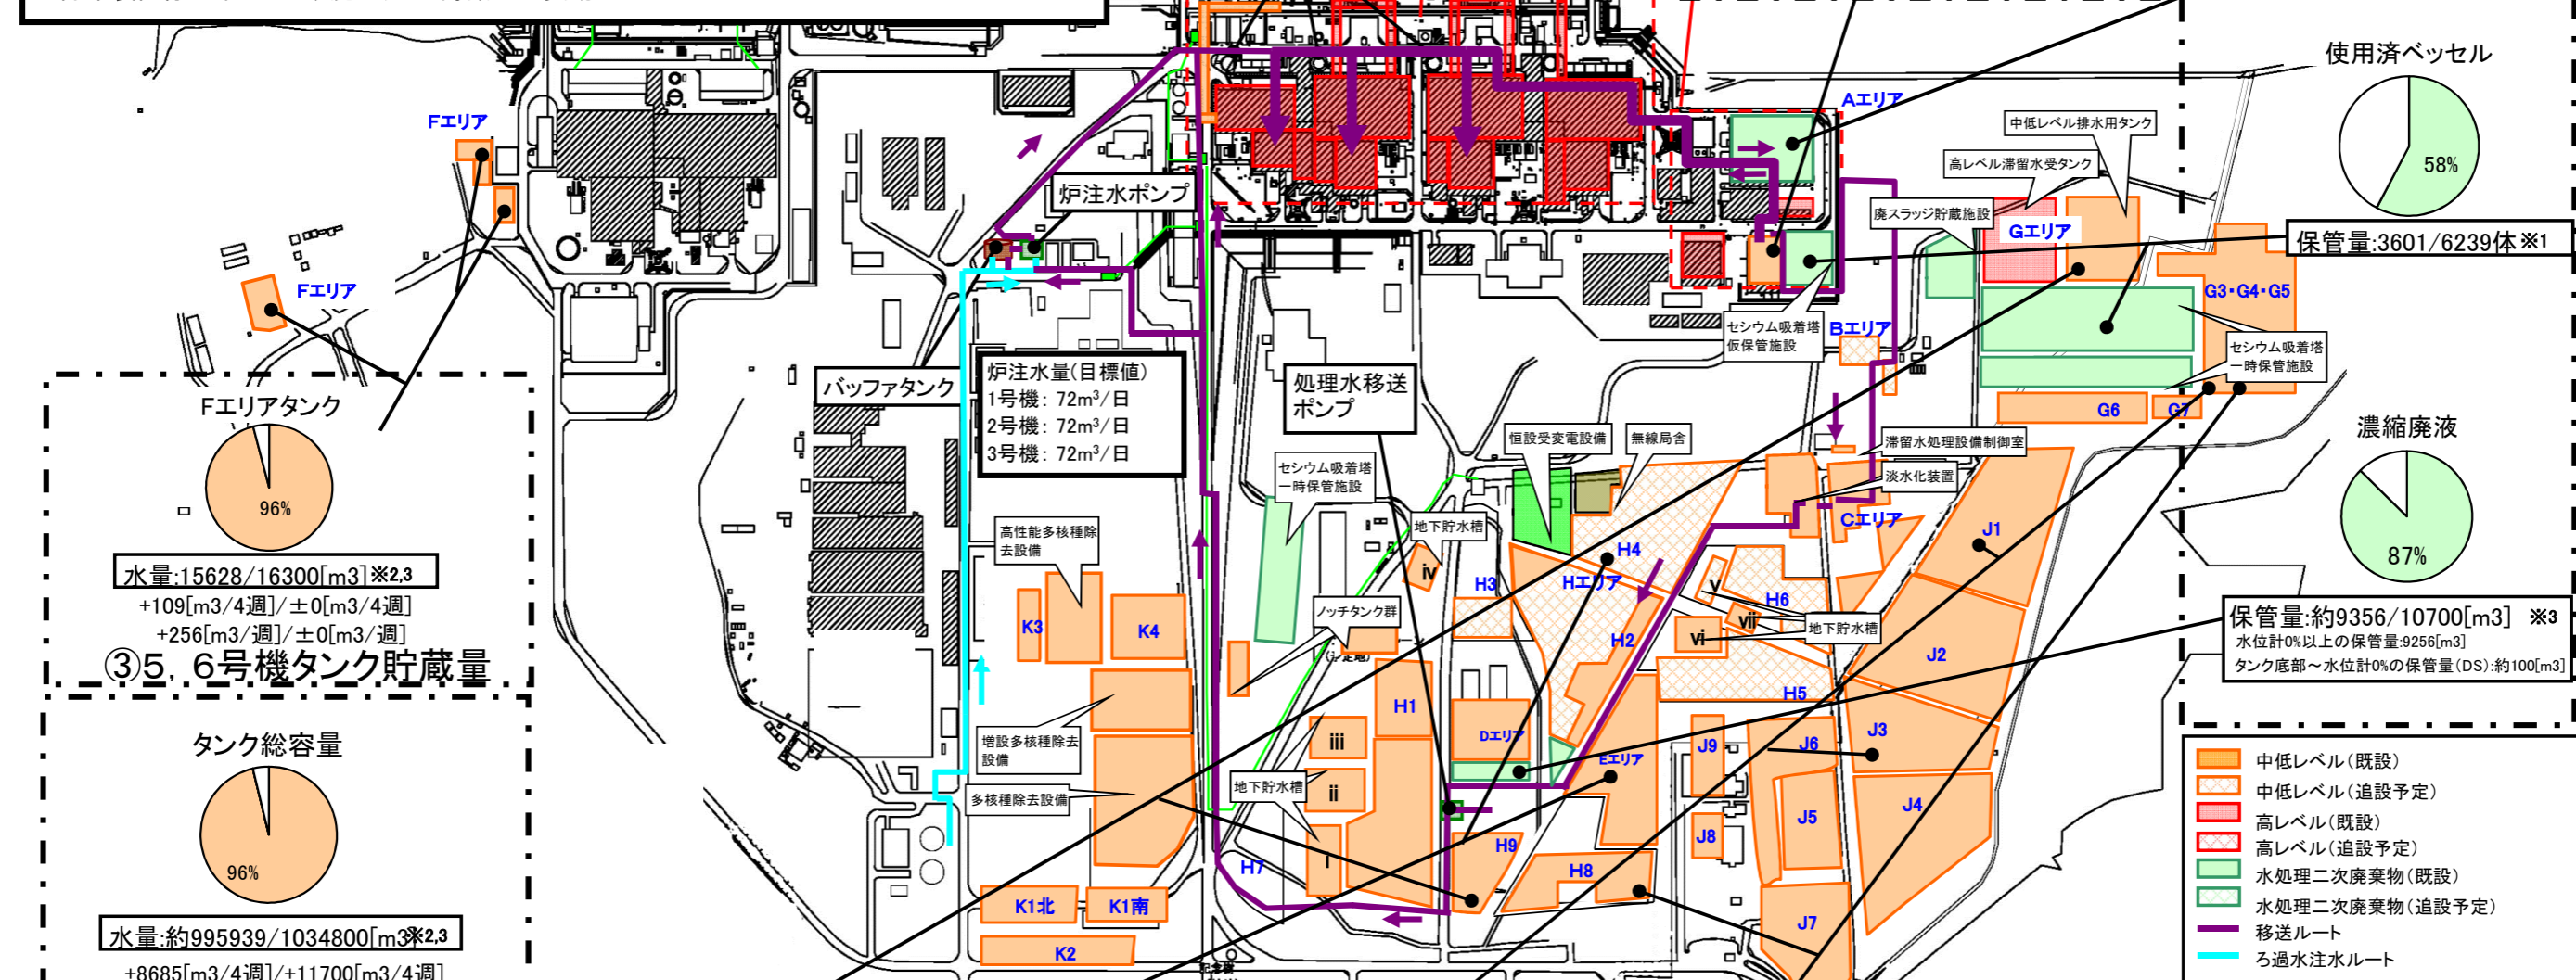 使用済ベッセル
58%
保管量:3601/6239体※1
Aエリア
中低レベル排水用タンク
高レベル滞留水受タンク
廃スラッジ貯蔵施設
Gエリア
G3・G4・G5
Fエリア
Fエリア
炉注水ポンプ
セシウム吸着塔
仮保管施設
Bエリア
セシウム吸着塔
一時保管施設
G6
G7
バッファタンク
炉注水量(目標値)
1号機: 72m³/日
2号機: 72m³/日
3号機: 72m³/日
処理水移送
ポンプ
Fエリアタンク
96%
水量:15628/16300[m3]※2,3
+109[m3/4週]/±0[m3/4週]
+256[m3/週]/±0[m3/週]
③5, 6号機タンク貯蔵量
濃縮廃液
87%
保管量:約9356/10700[m3] ※3
水位計0%以上の保管量:9256[m3]
タンク底部～水位計0%の保管量(DS):約100[m3]
恒設受変電設備
無線局舎
滞留水処理設備制御室
淡水化装置
Cエリア
セシウム吸着塔
一時保管施設
地下貯水槽
高性能多核種除
去設備
K3
K4
iv
H3
H4
Hエリア
H2
v
H6
vii
vi
地下貯水槽
J1
J2
ノッチタンク群
H5
H1
Dエリア
Eエリア
J9
J6
J3
増設多核種除去
設備
多核種除去設備
iii
ii
i
地下貯水槽
J5
J4
J8
H9
H8
H7
J7
K1北
K1南
K2
タンク総容量
96%
水量:約995939/1034800[m3]※2,3
+8685[m3/4週]/+11700[m3/4週]
中低レベル(既設)
中低レベル(追設予定)
高レベル(既設)
高レベル(追設予定)
水処理二次廃棄物(既設)
水処理二次廃棄物(追設予定)
移送ルート
ろ過水注水ルート